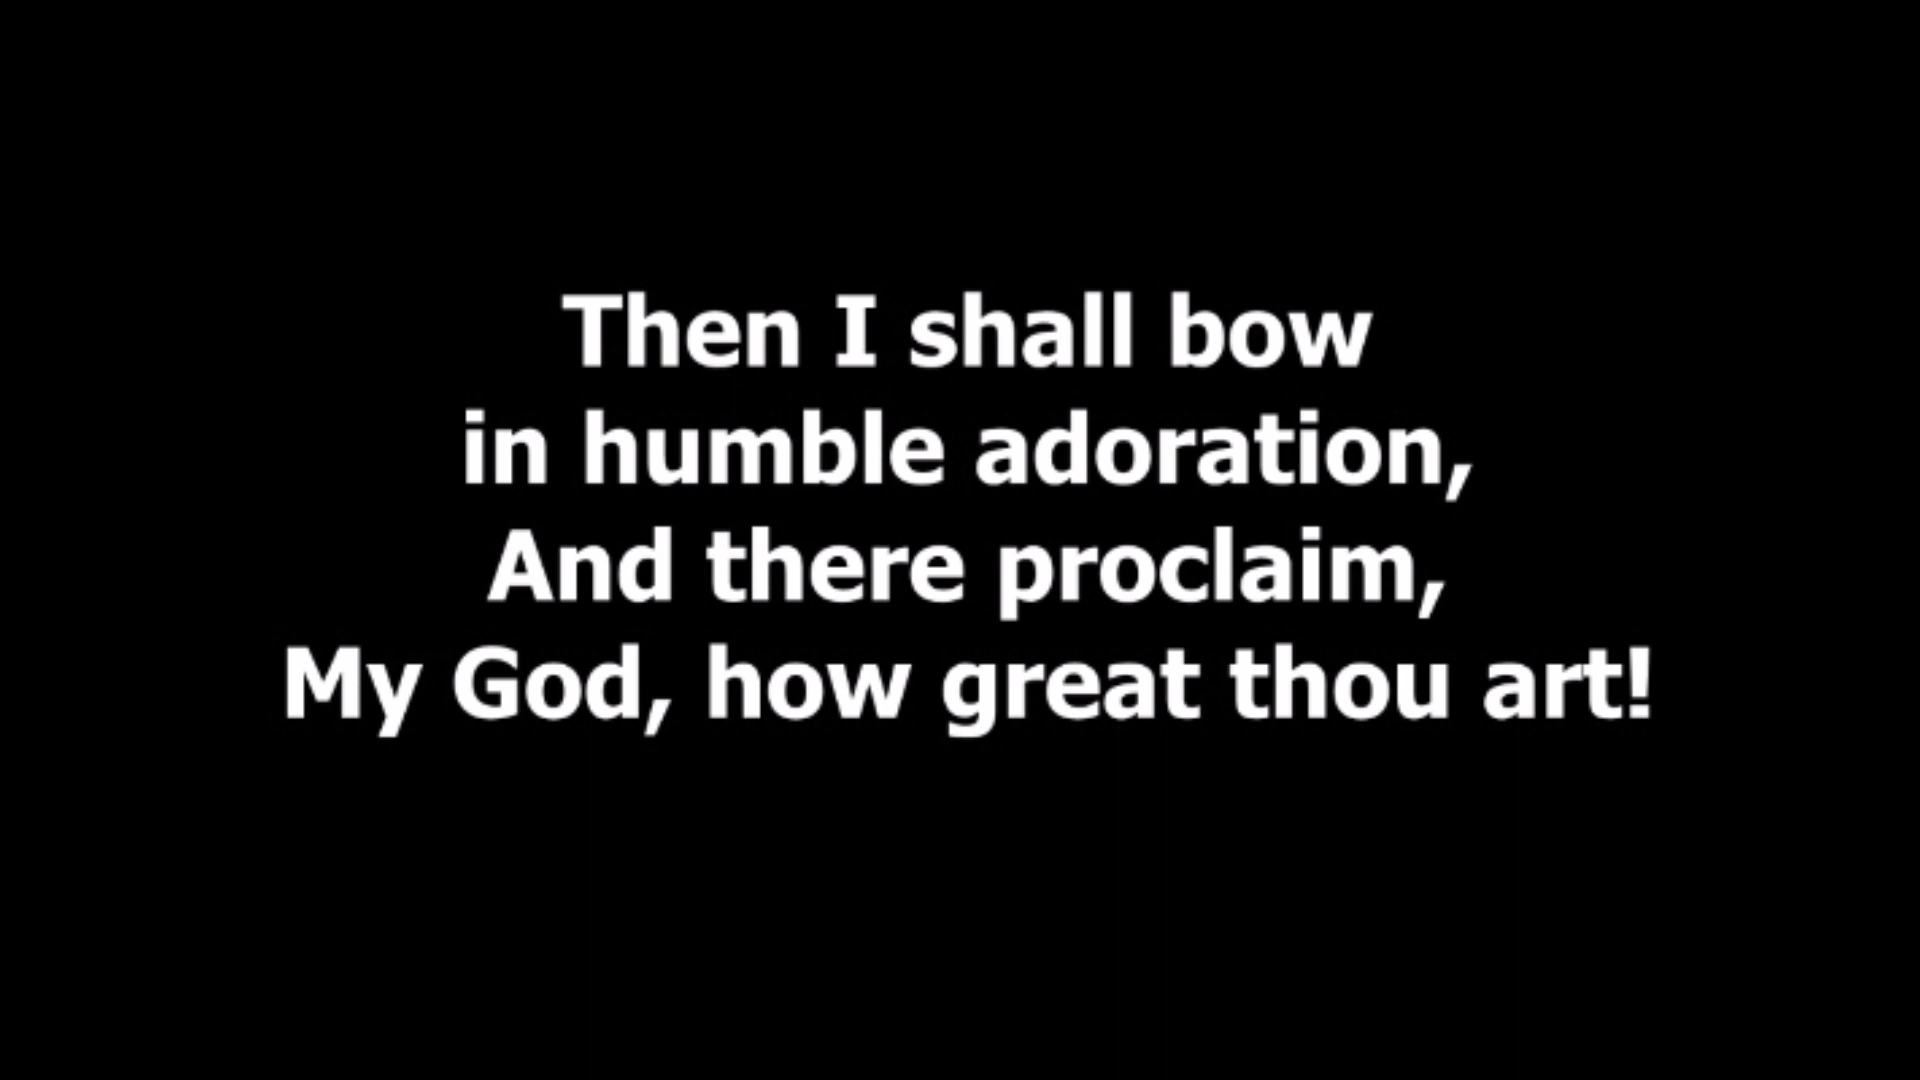 Then I shall bow
in humble adoration,
And there proclaim,
My God, how great thou art!